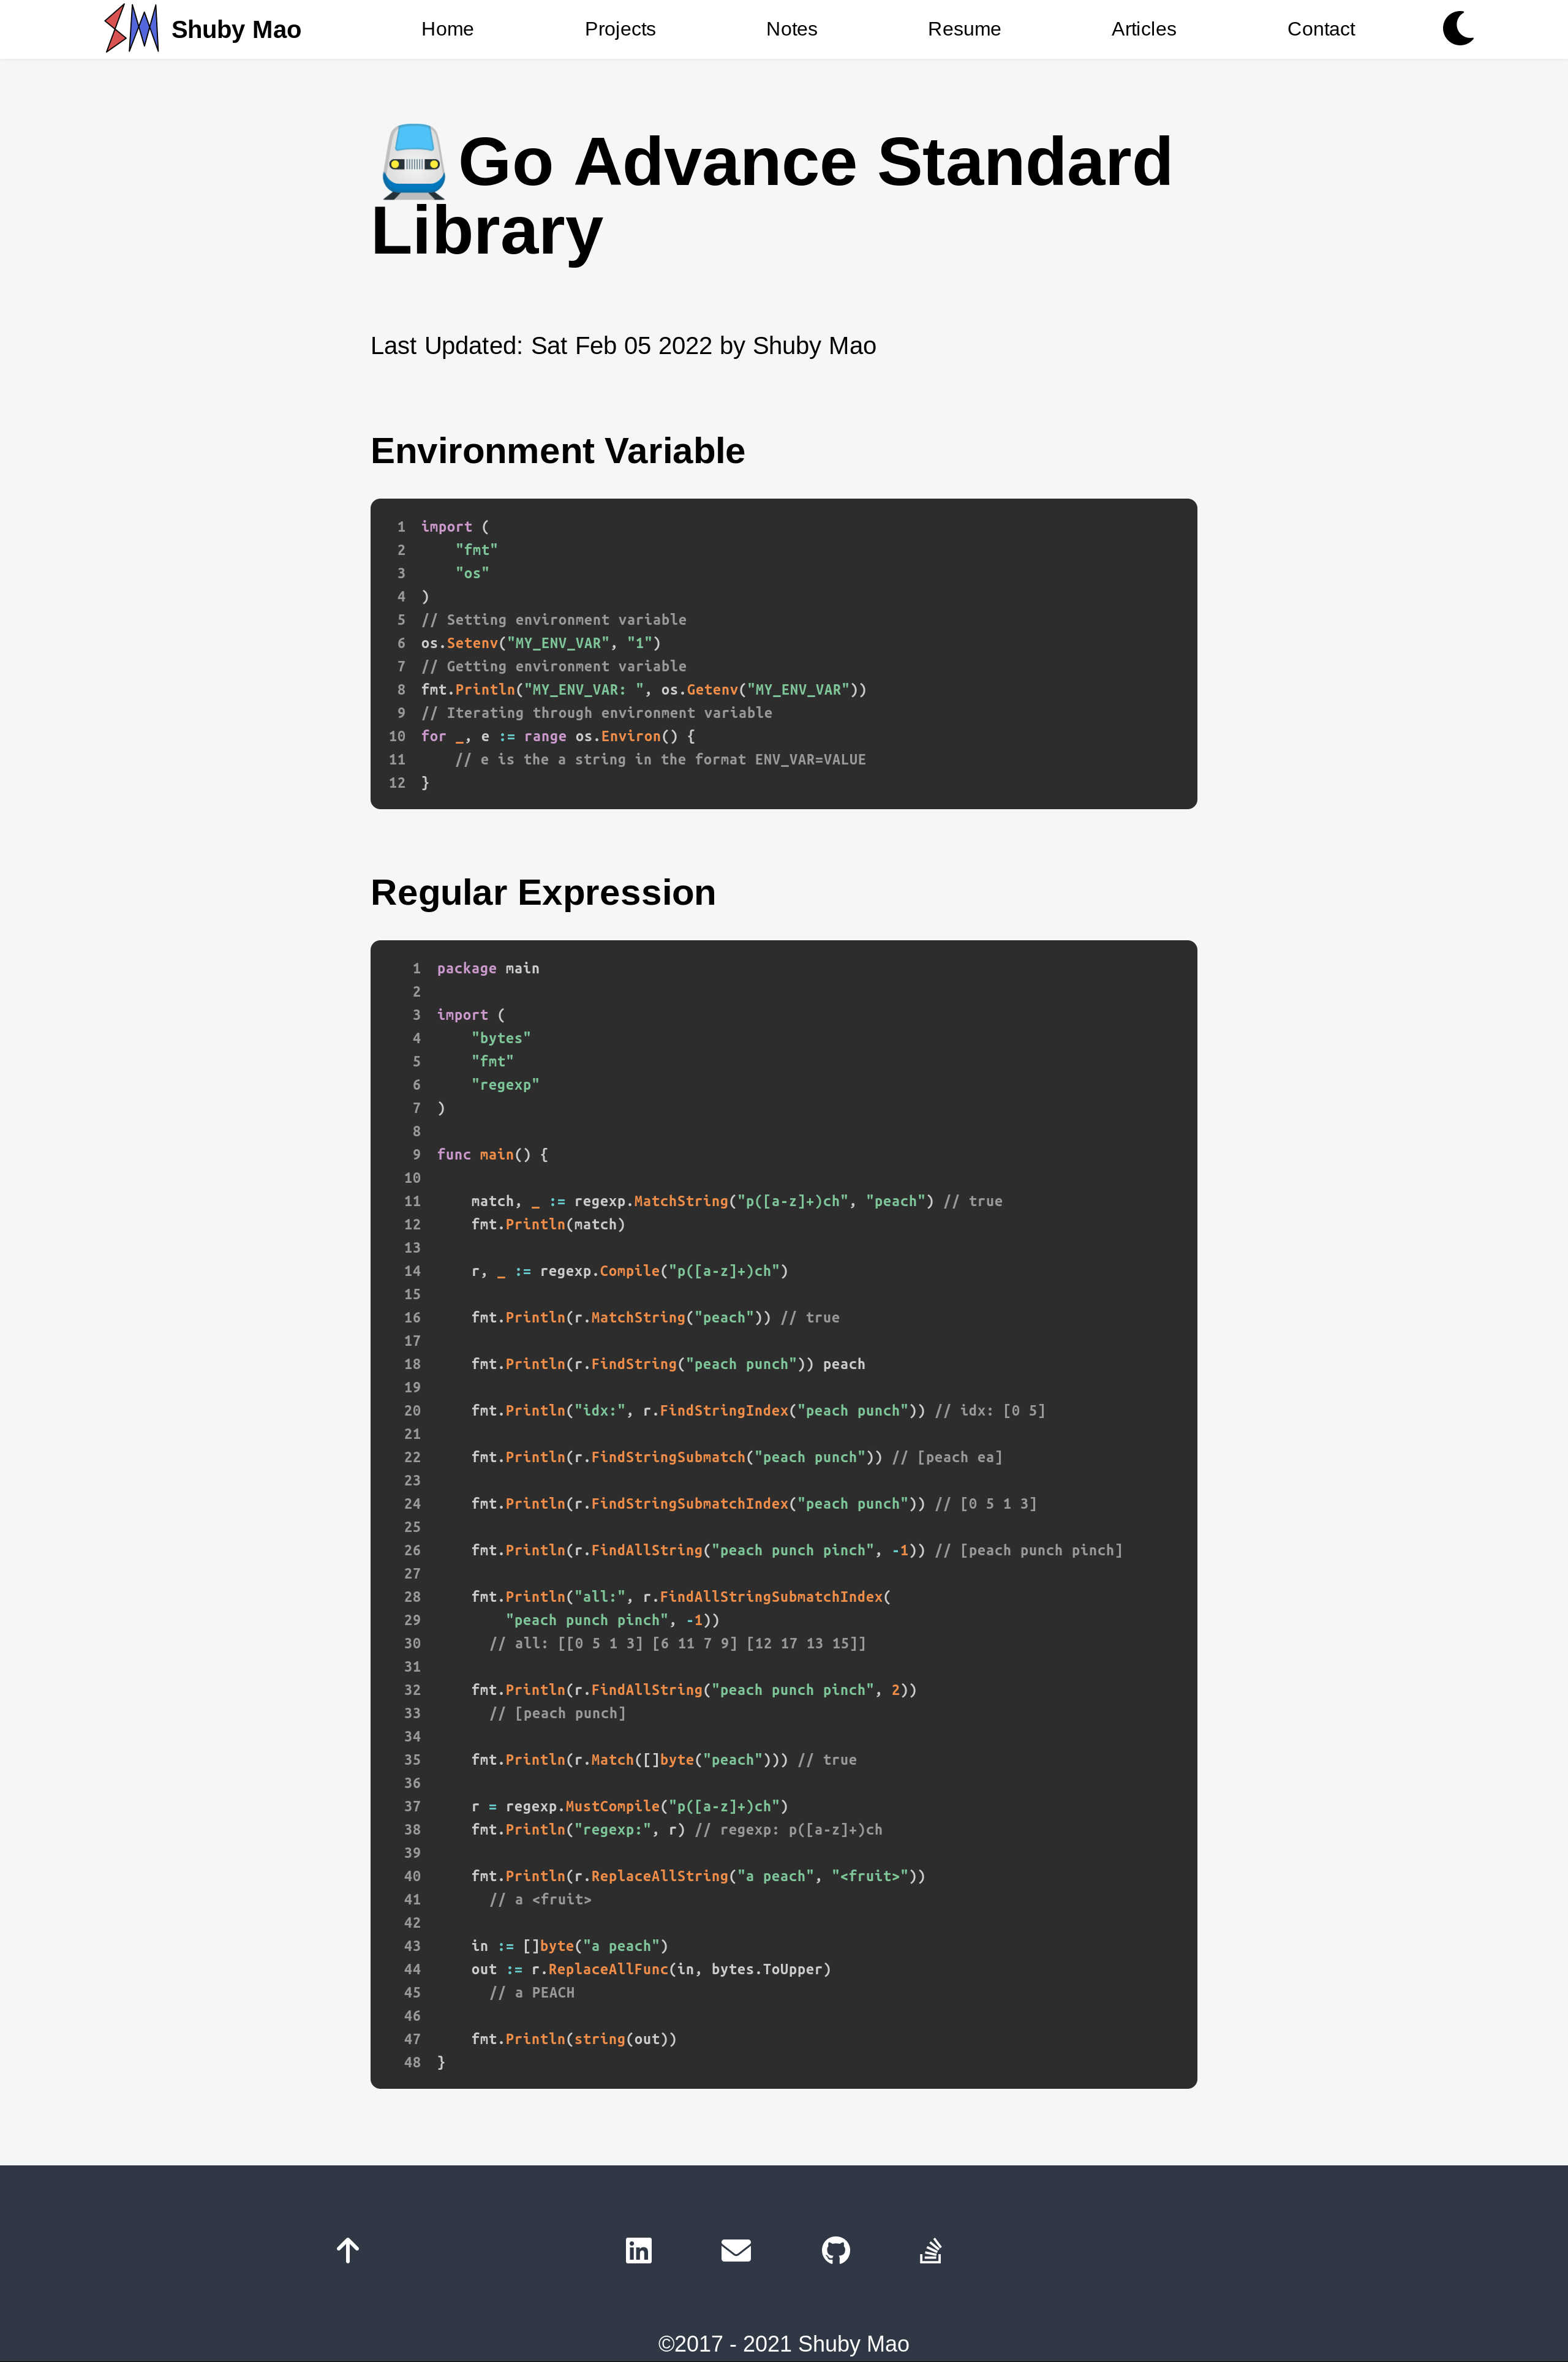 SM Shuby Mao Home Projects Notes Resume Articles Contact
🚈Go Advance Standard
Library
Last Updated: Sat Feb 05 2022 by Shuby Mao
Environment Variable
1 import (
2     "fmt"
3     "os"
4 )
5 // Setting environment variable
6 os.Setenv("MY_ENV_VAR", "1")
7 // Getting environment variable
8 fmt.Println("MY_ENV_VAR: ", os.Getenv("MY_ENV_VAR"))
9 // Iterating through environment variable
10 for _, e := range os.Environ() {
11     // e is the a string in the format ENV_VAR=VALUE
12 }
Regular Expression
1 package main
2
3 import (
4     "bytes"
5     "fmt"
6     "regexp"
7 )
8
9 func main() {
10
11     match, _ := regexp.MatchString("p([a-z]+)ch", "peach") // true
12     fmt.Println(match)
13
14     r, _ := regexp.Compile("p([a-z]+)ch")
15
16     fmt.Println(r.MatchString("peach")) // true
17
18     fmt.Println(r.FindString("peach punch")) peach
19
20     fmt.Println("idx:", r.FindStringIndex("peach punch")) // idx: [0 5]
21
22     fmt.Println(r.FindStringSubmatch("peach punch")) // [peach ea]
23
24     fmt.Println(r.FindStringSubmatchIndex("peach punch")) // [0 5 1 3]
25
26     fmt.Println(r.FindAllString("peach punch pinch", -1)) // [peach punch pinch]
27
28     fmt.Println("all:", r.FindAllStringSubmatchIndex(
29         "peach punch pinch", -1))
30       // all: [[0 5 1 3] [6 11 7 9] [12 17 13 15]]
31
32     fmt.Println(r.FindAllString("peach punch pinch", 2))
33       // [peach punch]
34
35     fmt.Println(r.Match([]byte("peach"))) // true
36
37     r = regexp.MustCompile("p([a-z]+)ch")
38     fmt.Println("regexp:", r) // regexp: p([a-z]+)ch
39
40     fmt.Println(r.ReplaceAllString("a peach", "<fruit>"))
41       // a <fruit>
42
43     in := []byte("a peach")
44     out := r.ReplaceAllFunc(in, bytes.ToUpper)
45       // a PEACH
46
47     fmt.Println(string(out))
48 }
©2017 - 2021 Shuby Mao